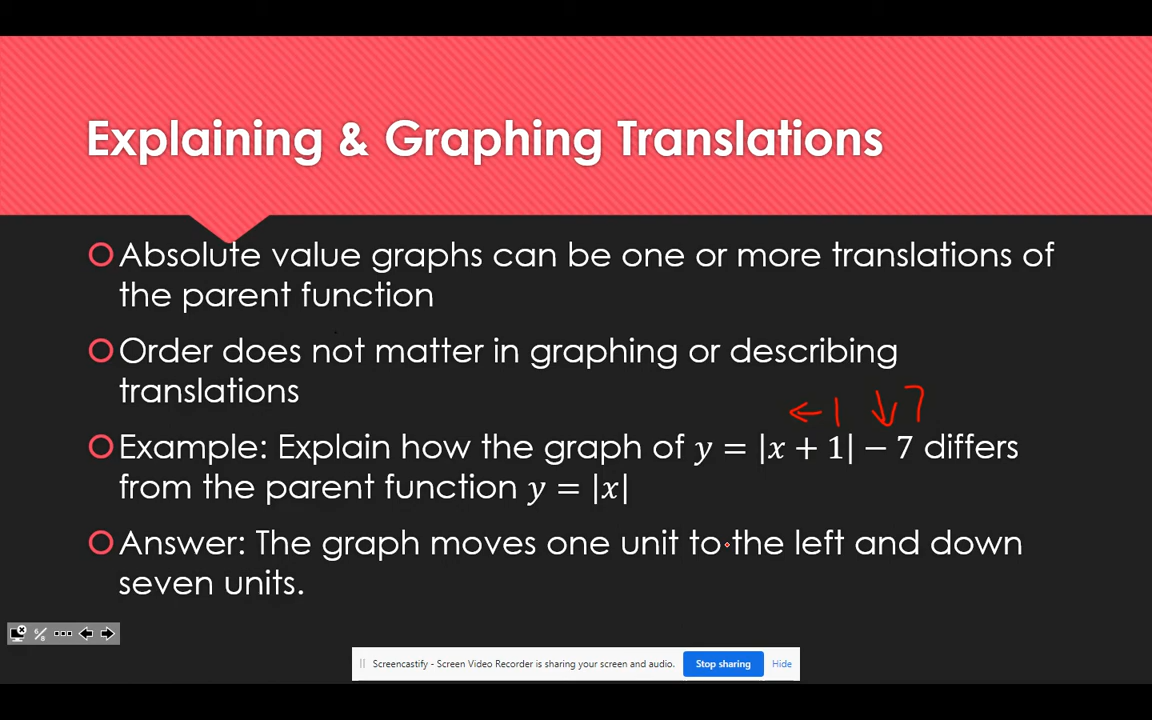 Explaining & Graphing Translations
Absolute value graphs can be one or more translations of
the parent function
Order does not matter in graphing or describing
translations
← 1 ↓ 7
Example: Explain how the graph of y = |x + 1| − 7 differs
from the parent function y = |x|
Answer: The graph moves one unit to the left and down
seven units.
Screencastify - Screen Video Recorder is sharing your screen and audio. Stop sharing Hide